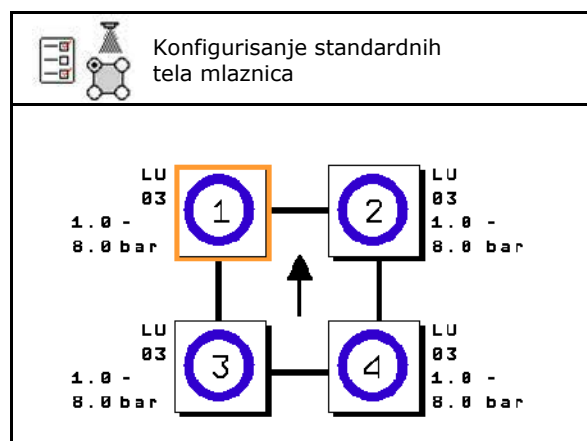 Konfigurisanje standardnih
tela mlaznica
LU
03
1.0 -
8.0 bar
1
2
LU
03
1.0 -
8.0 bar
LU
03
1.0 -
8.0 bar
3
4
LU
03
1.0 -
8.0 bar